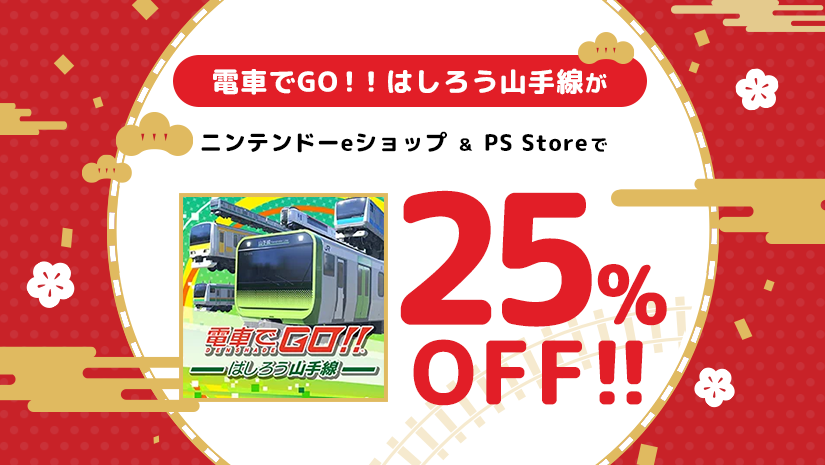 電車でGO！！はしろう山手線が
ニンテンドーeショップ & PS Storeで
電車でGO!!
はしろう山手線
25%
OFF!!